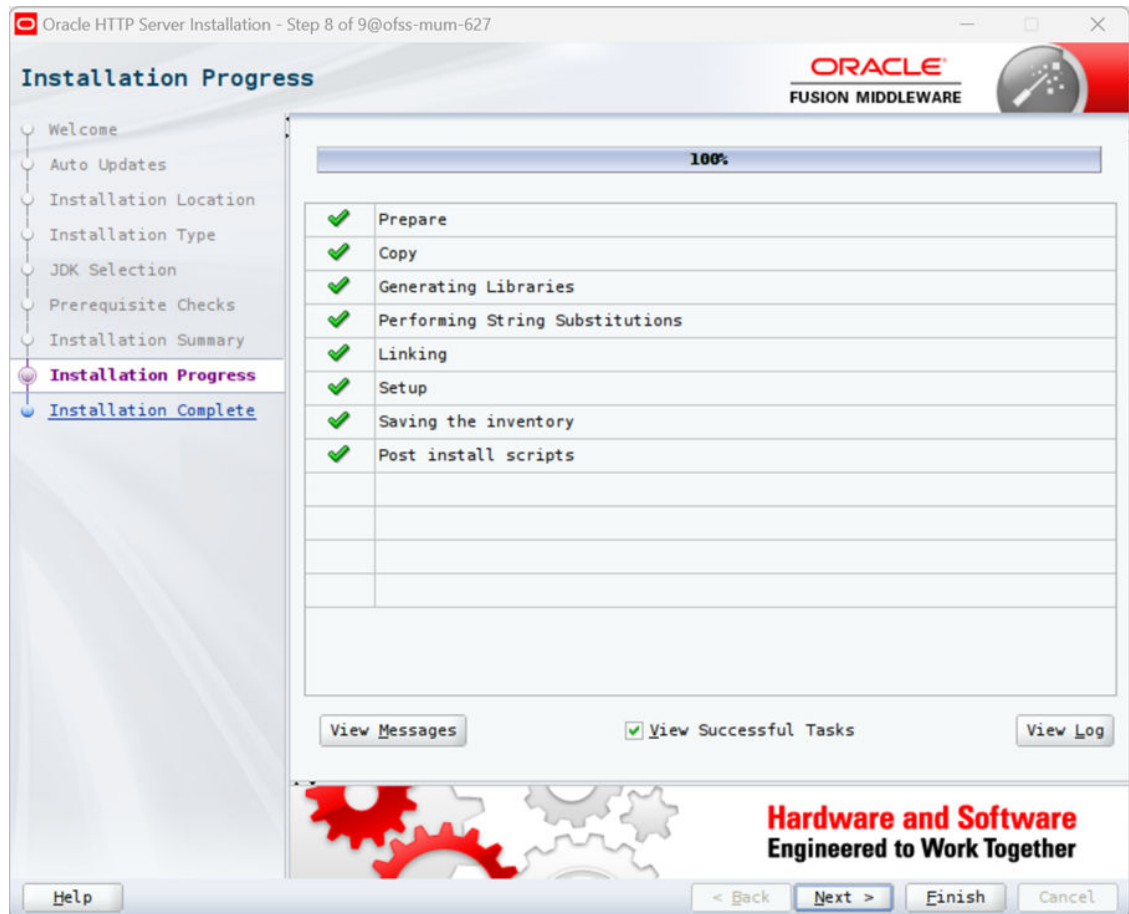 Oracle HTTP Server Installation - Step 8 of 9@ofss-mum-627
Installation Progress
ORACLE
FUSION MIDDLEWARE
Welcome
Auto Updates
Installation Location
Installation Type
JDK Selection
Prerequisite Checks
Installation Summary
Installation Progress
Installation Complete
100%
Prepare
Copy
Generating Libraries
Performing String Substitutions
Linking
Setup
Saving the inventory
Post install scripts
View Messages
View Successful Tasks
View Log
Hardware and Software
Engineered to Work Together
Help
< Back
Next >
Finish
Cancel